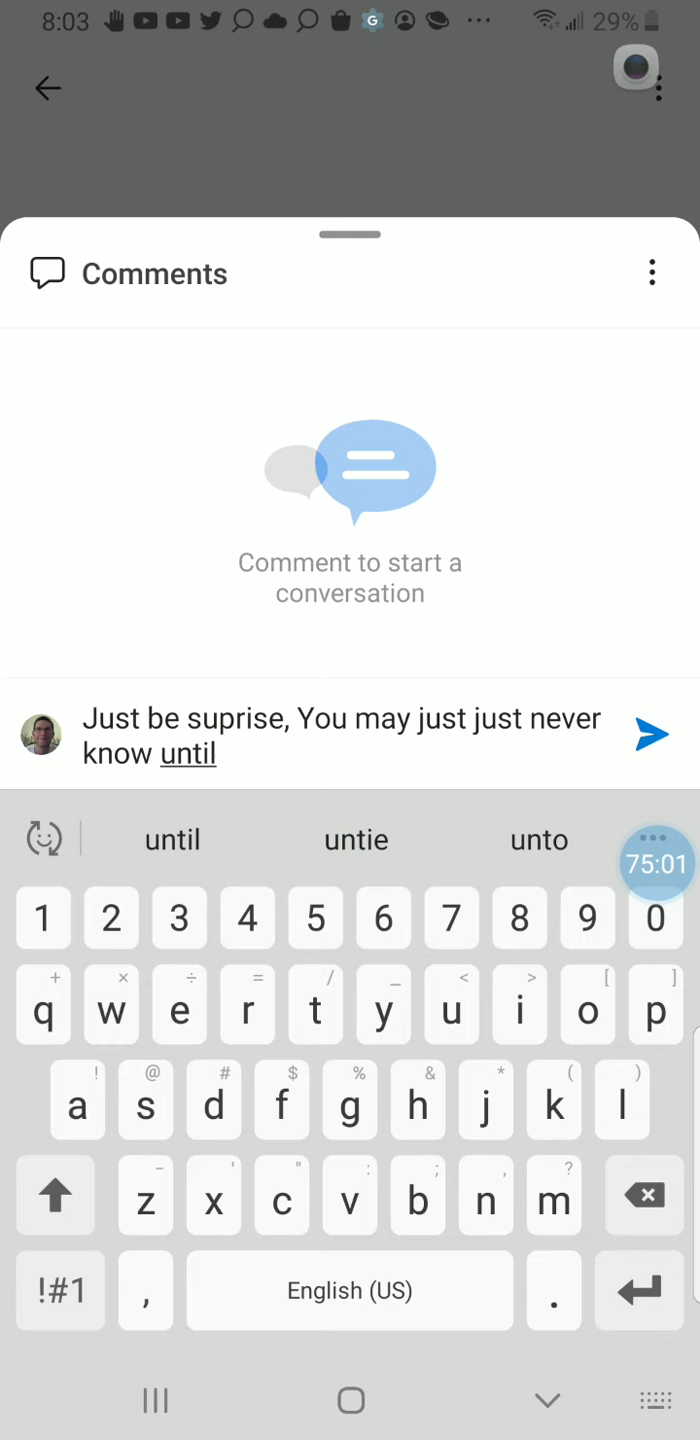 8:03 29%
Comments
Comment to start a
conversation
Just be suprise, You may just just never
know until
until untie unto
75:01
1 2 3 4 5 6 7 8 9 0
+ × ÷ = / _ < > [ ]
q w e r t y u i o p
! @ # $ % & * ( )
a s d f g h j k l
- ' " : ; , ?
z x c v b n m
!#1 , English (US) .